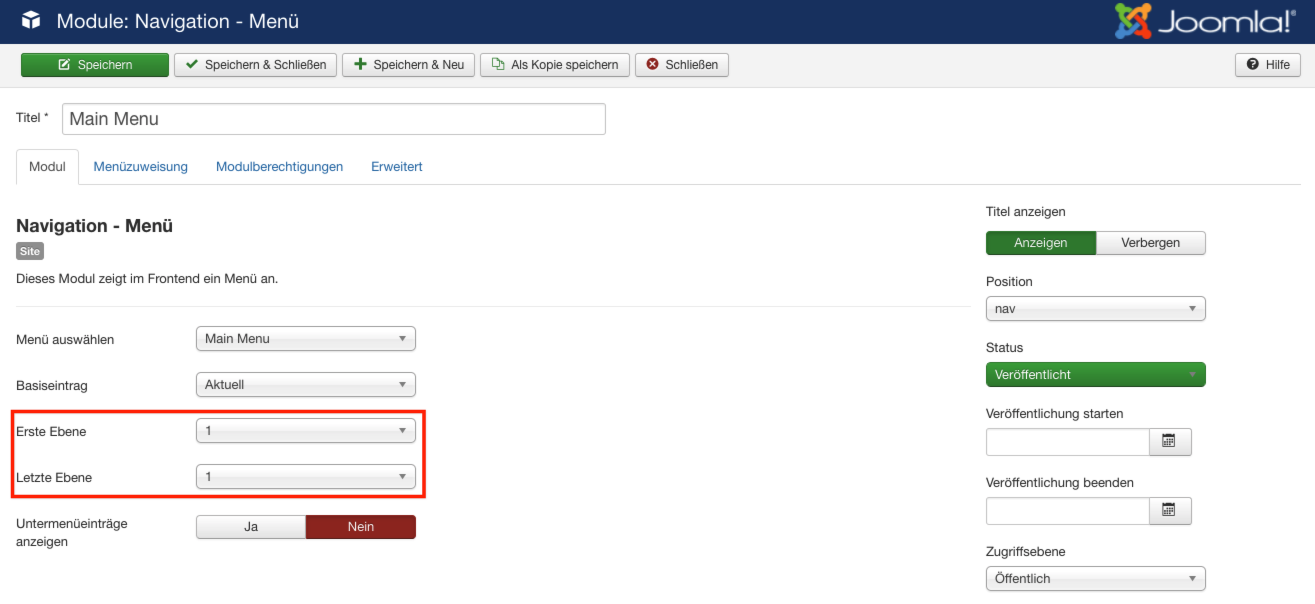 Module: Navigation - Menü
Joomla!®
Speichern
Speichern & Schließen
Speichern & Neu
Als Kopie speichern
Schließen
Hilfe
Titel *
Main Menu
Modul
Menüzuweisung
Modulberechtigungen
Erweitert
Navigation - Menü
Site
Dieses Modul zeigt im Frontend ein Menü an.
Menü auswählen
Main Menu
Basiseintrag
Aktuell
Erste Ebene
1
Letzte Ebene
1
Untermenüeinträge
anzeigen
Ja
Nein
Titel anzeigen
Anzeigen
Verbergen
Position
nav
Status
Veröffentlicht
Veröffentlichung starten
Veröffentlichung beenden
Zugriffsebene
Öffentlich